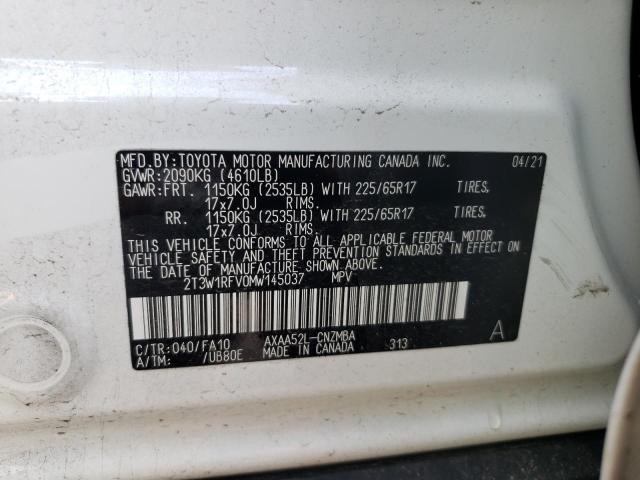 MFD.BY:TOYOTA MOTOR MANUFACTURING CANADA INC. 04/21
GVWR:2090KG (4610LB)
GAWR:FRT. 1150KG (2535LB) WITH 225/65R17 TIRES.
17x7.0J RIMS.
RR. 1150KG (2535LB) WITH 225/65R17 TIRES.
17x7.0J RIMS.
THIS VEHICLE CONFORMS TO ALL APPLICABLE FEDERAL MOTOR
VEHICLE SAFETY AND THEFT PREVENTION STANDARDS IN EFFECT ON
THE DATE OF MANUFACTURE SHOWN ABOVE.
2T3W1RFV0MW145037 MPV
C/TR:040/FA10 AXAA52L-CNZMBA A
A/TM: /UB80E MADE IN CANADA 313